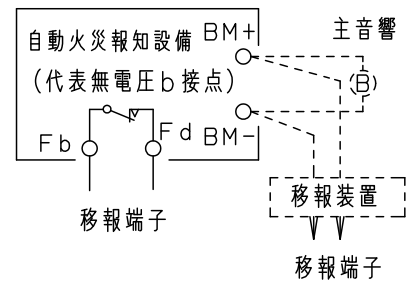 自動火災報知設備
(代表無電圧b接点)
BM+
主音響
(B)
Fb
Fd
BM-
移報端子
移報装置
移報端子